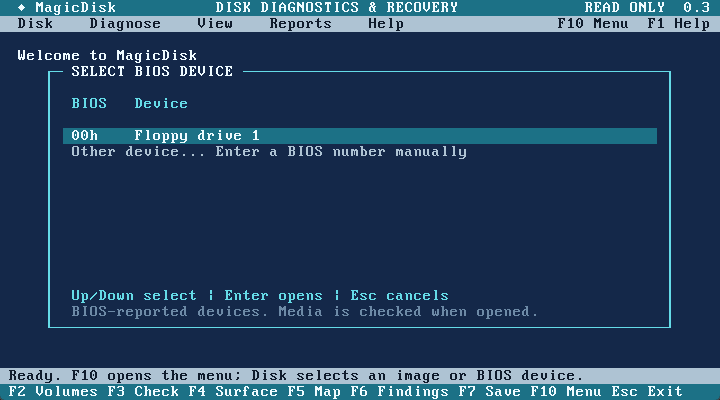 ◆ MagicDisk DISK DIAGNOSTICS & RECOVERY READ ONLY 0.3
Disk Diagnose View Reports Help F10 Menu F1 Help
Welcome to MagicDisk
SELECT BIOS DEVICE
BIOS Device
00h Floppy drive 1
Other device... Enter a BIOS number manually
Up/Down select | Enter opens | Esc cancels
BIOS-reported devices. Media is checked when opened.
Ready. F10 opens the menu; Disk selects an image or BIOS device.
F2 Volumes F3 Check F4 Surface F5 Map F6 Findings F7 Save F10 Menu Esc Exit